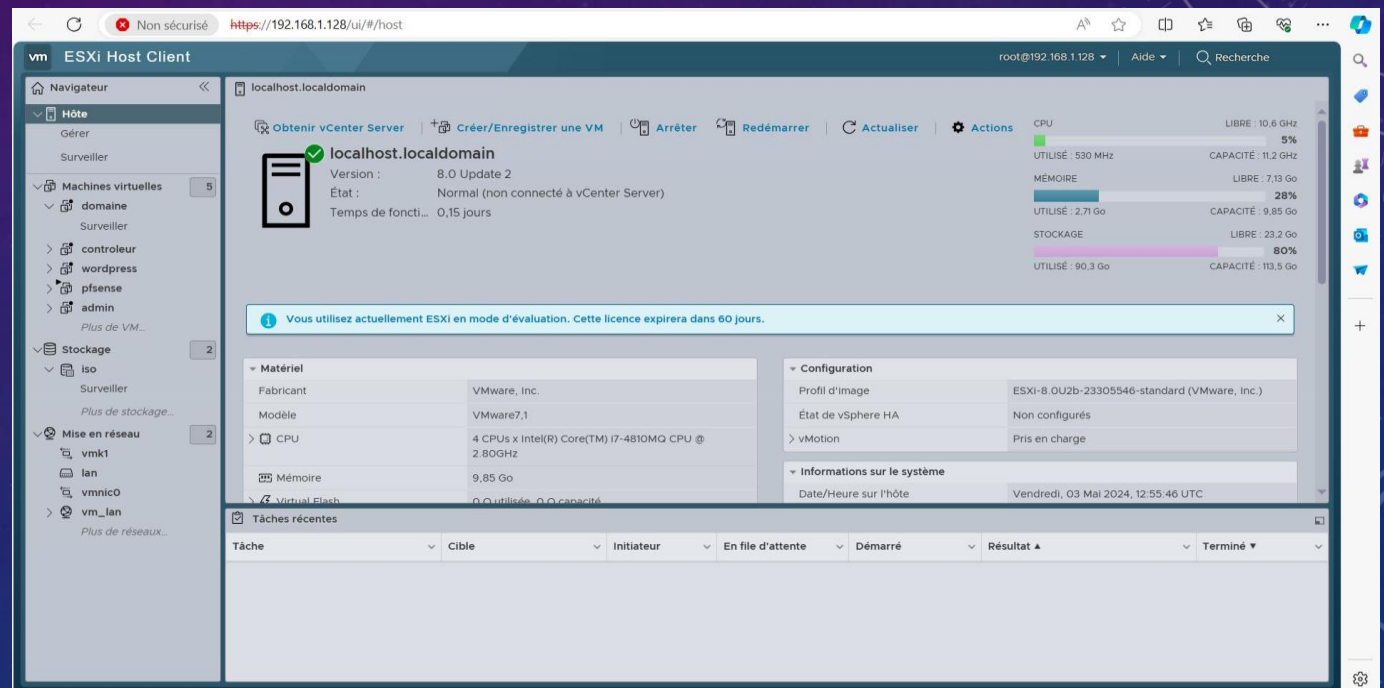 Non sécurisé https://192.168.1.128/ui/#/host
vm ESXi Host Client
root@192.168.1.128 Aide Recherche
Navigateur
localhost.localdomain
Hôte
Gérer
Surveiller
Machines virtuelles 5
domaine
Surveiller
controleur
wordpress
pfsense
admin
Plus de VM...
Stockage 2
iso
Surveiller
Plus de stockage...
Mise en réseau 2
vmk1
lan
vmnic0
vm_lan
Plus de réseaux...
Obtenir vCenter Server Créer/Enregistrer une VM Arrêter Redémarrer Actualiser Actions
localhost.localdomain
Version : 8.0 Update 2
État : Normal (non connecté à vCenter Server)
Temps de foncti... 0,15 jours
CPU LIBRE : 10,6 GHz
5%
UTILISÉ : 530 MHz CAPACITÉ : 11,2 GHz
MÉMOIRE LIBRE : 7,13 Go
28%
UTILISÉ : 2,71 Go CAPACITÉ : 9,85 Go
STOCKAGE LIBRE : 23,2 Go
80%
UTILISÉ : 90,3 Go CAPACITÉ : 113,5 Go
Vous utilisez actuellement ESXi en mode d'évaluation. Cette licence expirera dans 60 jours.
Matériel
Fabricant VMware, Inc.
Modèle VMware7,1
CPU 4 CPUs x Intel(R) Core(TM) i7-4810MQ CPU @
2.80GHz
Mémoire 9,85 Go
Virtual Flash 0 O utilisée, 0 O capacité
Configuration
Profil d'image ESXi-8.0U2b-23305546-standard (VMware, Inc.)
État de vSphere HA Non configurés
vMotion Pris en charge
Informations sur le système
Date/Heure sur l'hôte Vendredi, 03 Mai 2024, 12:55:46 UTC
Tâches récentes
Tâche Cible Initiateur En file d'attente Démarré Résultat ▲ Terminé ▼